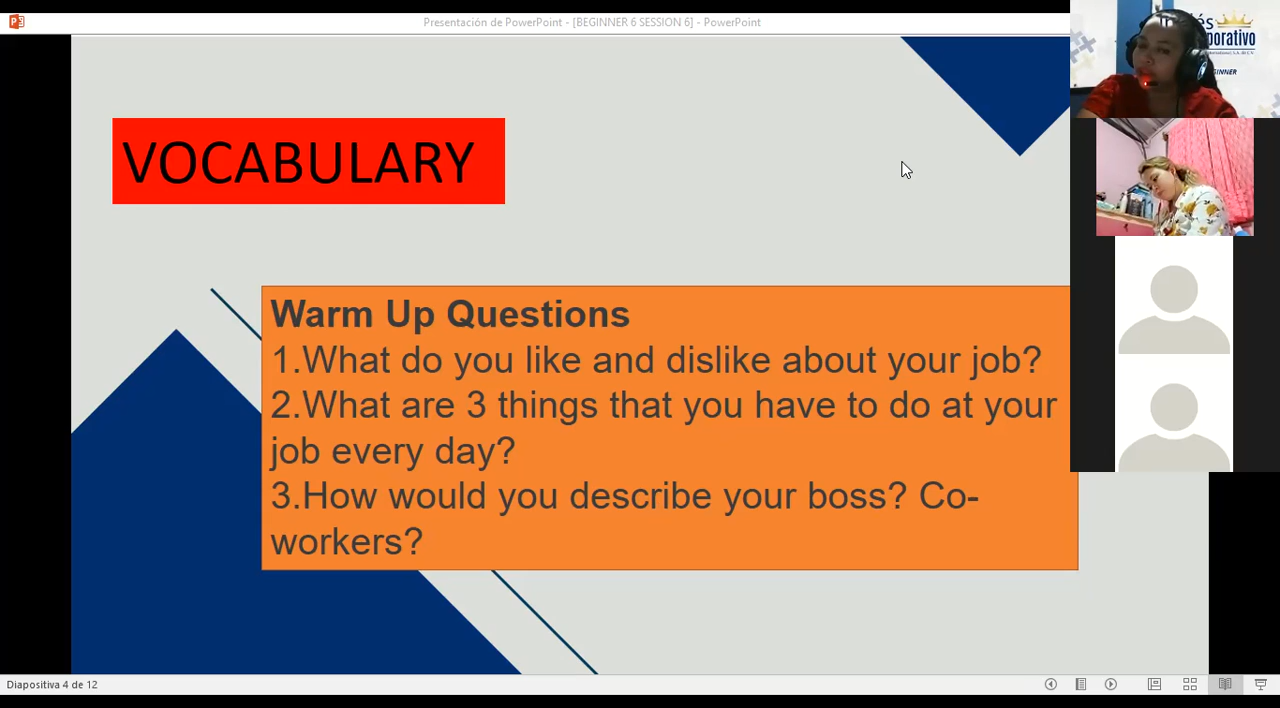 Presentación de PowerPoint - [BEGINNER 6 SESSION 6] - PowerPoint
VOCABULARY
Warm Up Questions
1.What do you like and dislike about your job?
2.What are 3 things that you have to do at your
job every day?
3.How would you describe your boss? Co-
workers?
Diapositiva 4 de 12